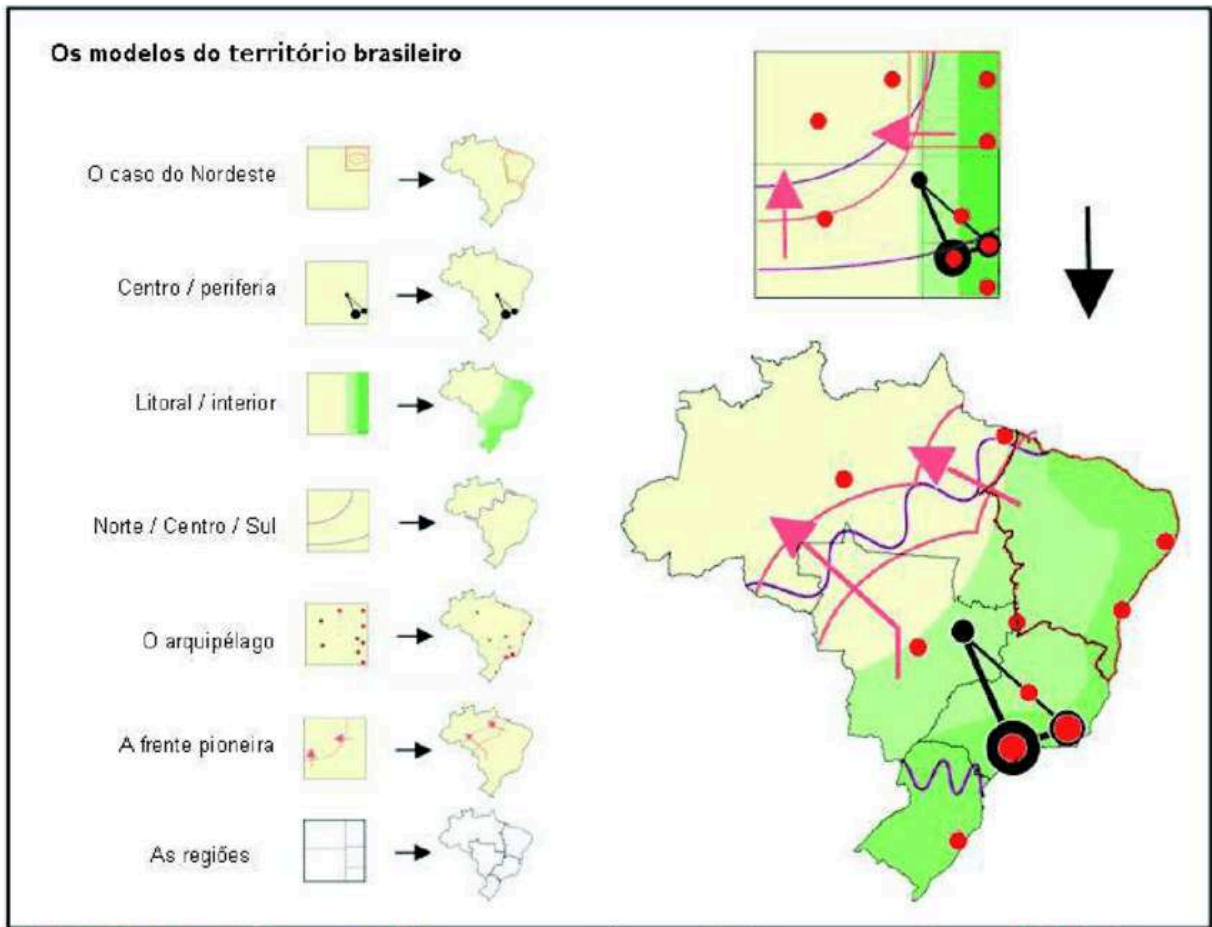 Os modelos do território brasileiro
O caso do Nordeste
Centro / periferia
Litoral / interior
Norte / Centro / Sul
O arquipélago
A frente pioneira
As regiões